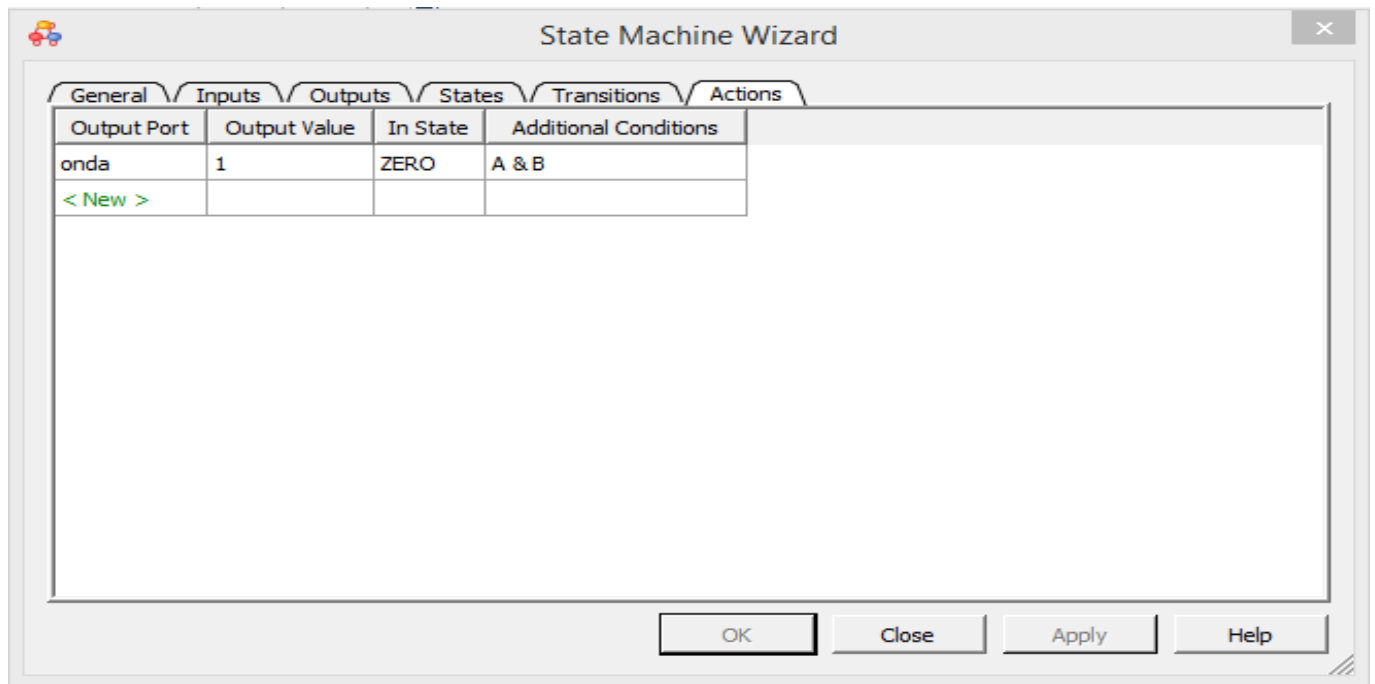 State Machine Wizard
General Inputs Outputs States Transitions Actions
Output Port Output Value In State Additional Conditions
onda 1 ZERO A & B
< New >
OK Close Apply Help